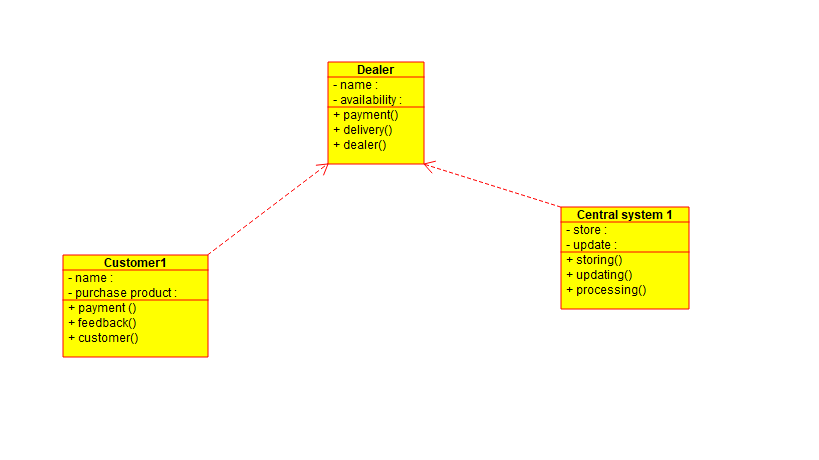 Dealer
- name :
- availability :
+ payment()
+ delivery()
+ dealer()
Central system 1
- store :
- update :
+ storing()
+ updating()
+ processing()
Customer1
- name :
- purchase product :
+ payment ()
+ feedback()
+ customer()